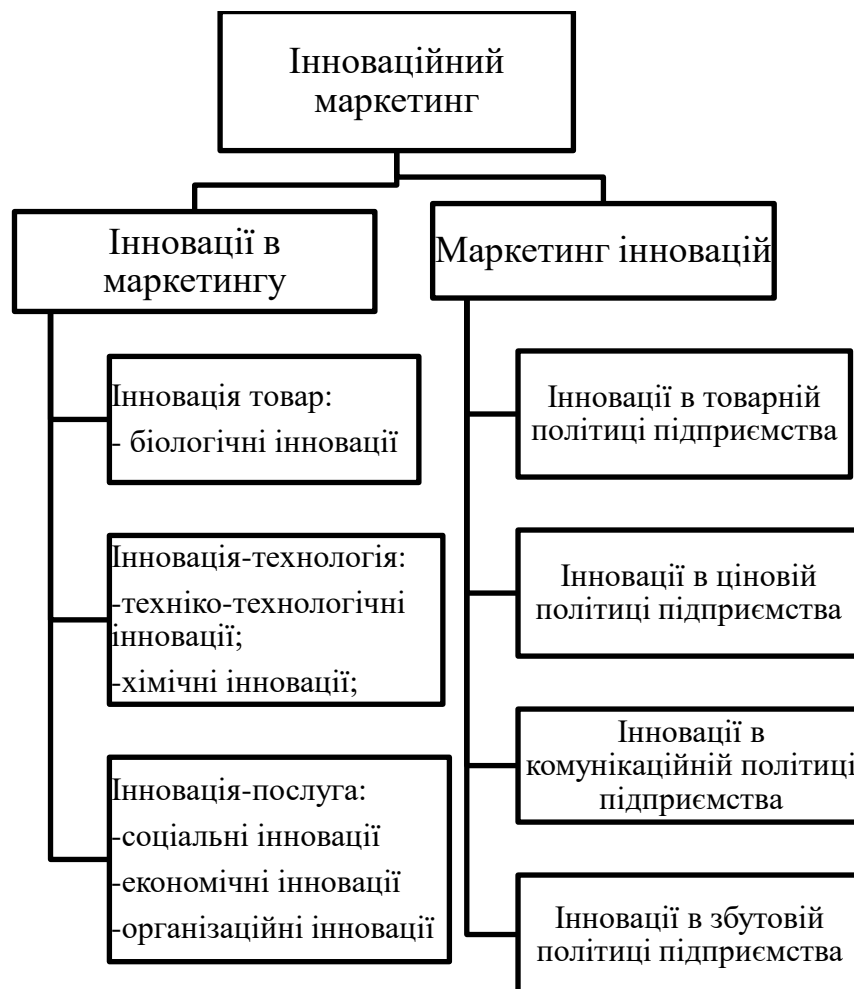 Інноваційний
маркетинг
Інновації в
маркетингу
Маркетинг інновацій
Інновація товар:
- біологічні інновації
Інновація-технологія:
-техніко-технологічні
інновації;
-хімічні інновації;
Інновація-послуга:
-соціальні інновації
-економічні інновації
-організаційні інновації
Інновації в товарній
політиці підприємства
Інновації в ціновій
політиці підприємства
Інновації в
комунікаційній політиці
підприємства
Інновації в збутовій
політиці підприємства